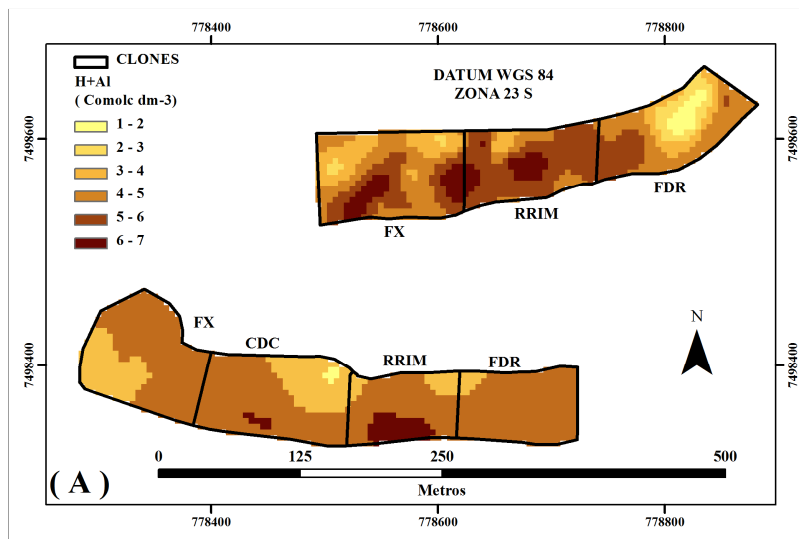 778400 778600 778800
CLONES
H+Al
( Comolc dm-3)
1 - 2
2 - 3
3 - 4
4 - 5
5 - 6
6 - 7
DATUM WGS 84
ZONA 23 S
7498600 7498600
FX RRIM FDR
FX CDC RRIM FDR
N
7498400 7498400
( A )
0 125 250 500
Metros
778400 778600 778800